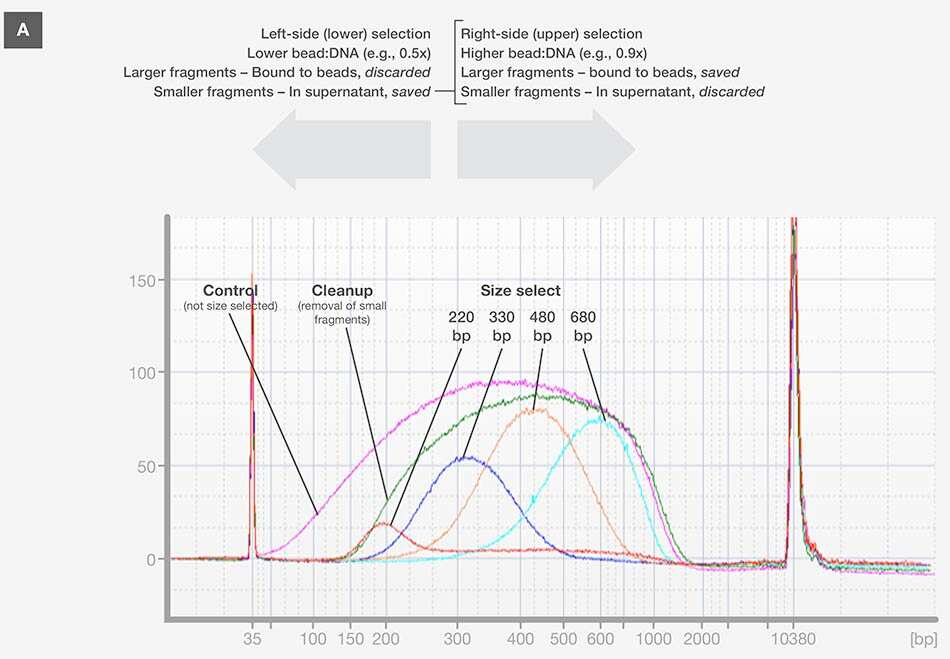 A
Left-side (lower) selection
Lower bead:DNA (e.g., 0.5x)
Larger fragments – Bound to beads, discarded
Smaller fragments – In supernatant, saved
Right-side (upper) selection
Higher bead:DNA (e.g., 0.9x)
Larger fragments – bound to beads, saved
Smaller fragments – In supernatant, discarded
150
100
50
0
Control
(not size selected)
Cleanup
(removal of small
fragments)
Size select
220 330 480 680
bp bp bp bp
35 100 150 200 300 400 500 600 1000 2000 10380 [bp]